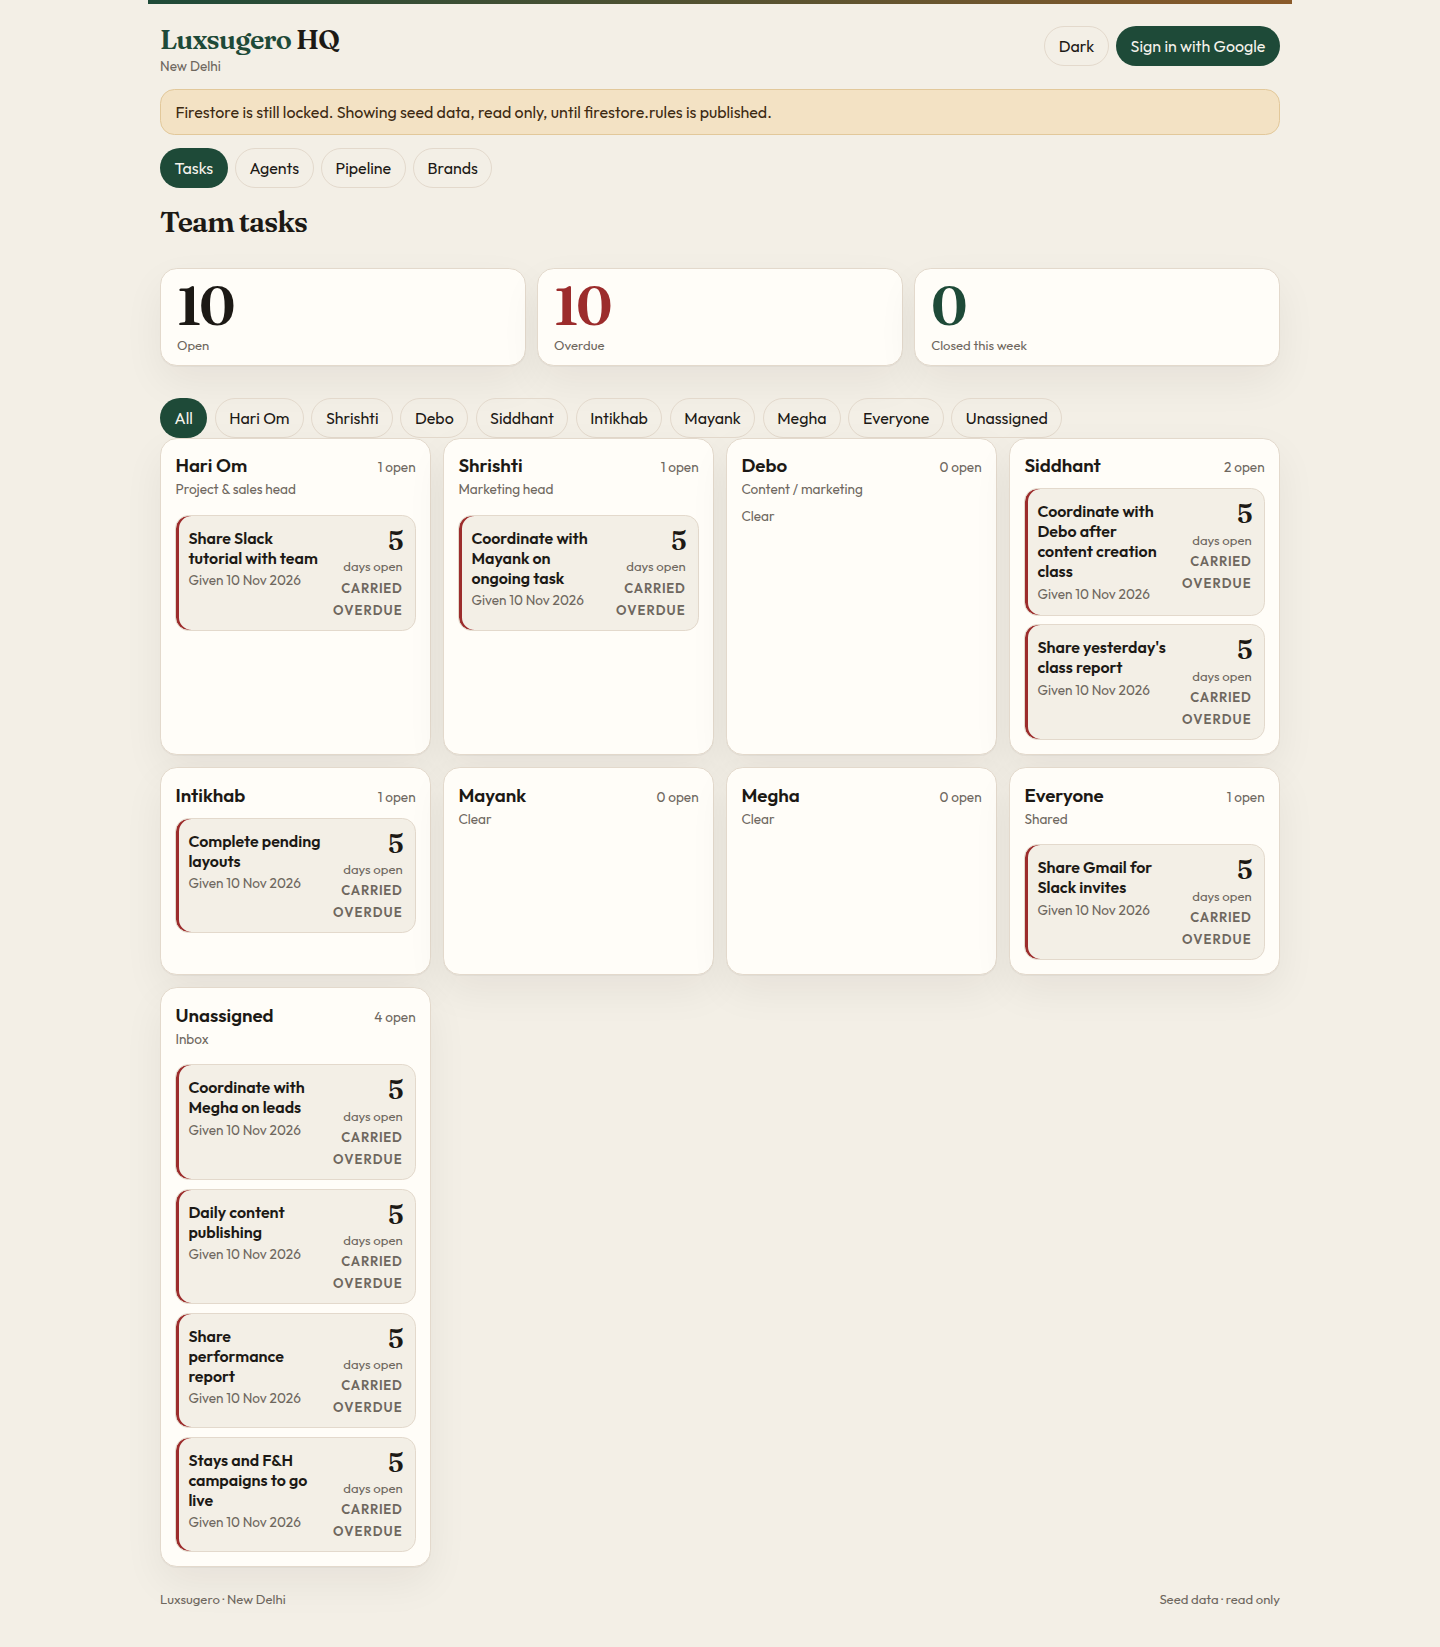 Luxsugero HQ
New Delhi
Dark
Sign in with Google
Firestore is still locked. Showing seed data, read only, until firestore.rules is published.
Tasks
Agents
Pipeline
Brands
Team tasks
10
Open
10
Overdue
0
Closed this week
All
Hari Om
Shrishti
Debo
Siddhant
Intikhab
Mayank
Megha
Everyone
Unassigned
Hari Om
1 open
Project & sales head
Share Slack
tutorial with team
Given 10 Nov 2026
5
days open
CARRIED
OVERDUE
Shrishti
1 open
Marketing head
Coordinate with
Mayank on
ongoing task
Given 10 Nov 2026
5
days open
CARRIED
OVERDUE
Debo
0 open
Content / marketing
Clear
Siddhant
2 open
Coordinate with
Debo after
content creation
class
Given 10 Nov 2026
5
days open
CARRIED
OVERDUE
Share yesterday's
class report
Given 10 Nov 2026
5
days open
CARRIED
OVERDUE
Intikhab
1 open
Complete pending
layouts
Given 10 Nov 2026
5
days open
CARRIED
OVERDUE
Mayank
0 open
Clear
Megha
0 open
Clear
Everyone
1 open
Shared
Share Gmail for
Slack invites
Given 10 Nov 2026
5
days open
CARRIED
OVERDUE
Unassigned
4 open
Inbox
Coordinate with
Megha on leads
Given 10 Nov 2026
5
days open
CARRIED
OVERDUE
Daily content
publishing
Given 10 Nov 2026
5
days open
CARRIED
OVERDUE
Share
performance
report
Given 10 Nov 2026
5
days open
CARRIED
OVERDUE
Stays and F&H
campaigns to go
live
Given 10 Nov 2026
5
days open
CARRIED
OVERDUE
Luxsugero · New Delhi
Seed data · read only